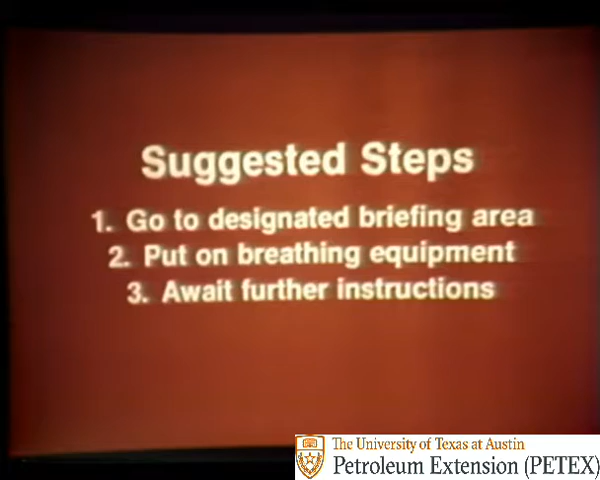 Suggested Steps
1. Go to designated briefing area
2. Put on breathing equipment
3. Await further instructions
The University of Texas at Austin
Petroleum Extension (PETEX)